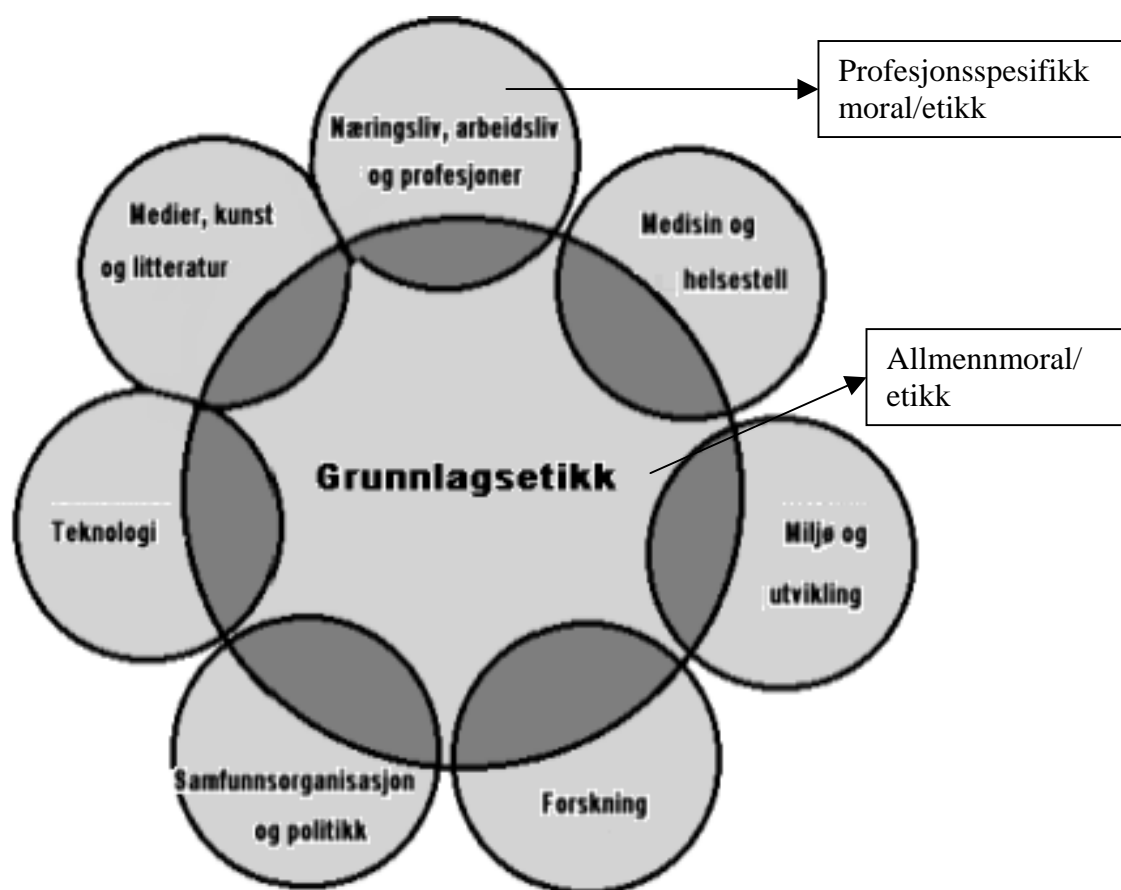 Profesjonsspesifikk
moral/etikk
Næringsliv, arbeidsliv
og profesjoner
Medier, kunst
og litteratur
Medisin og
helsestell
Allmennmoral/
etikk
Grunnlagsetikk
Teknologi
Miljø og
utvikling
Samfunnsorganisasjon
og politikk
Forskning